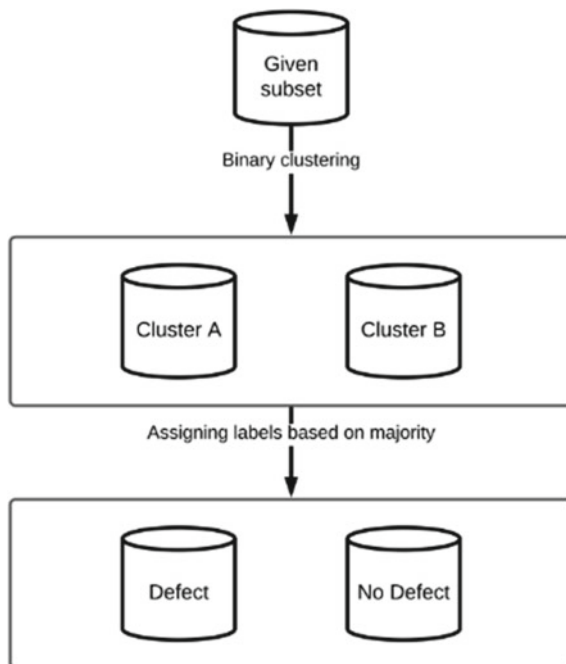 Given
subset
Binary clustering
Cluster A
Cluster B
Assigning labels based on majority
Defect
No Defect